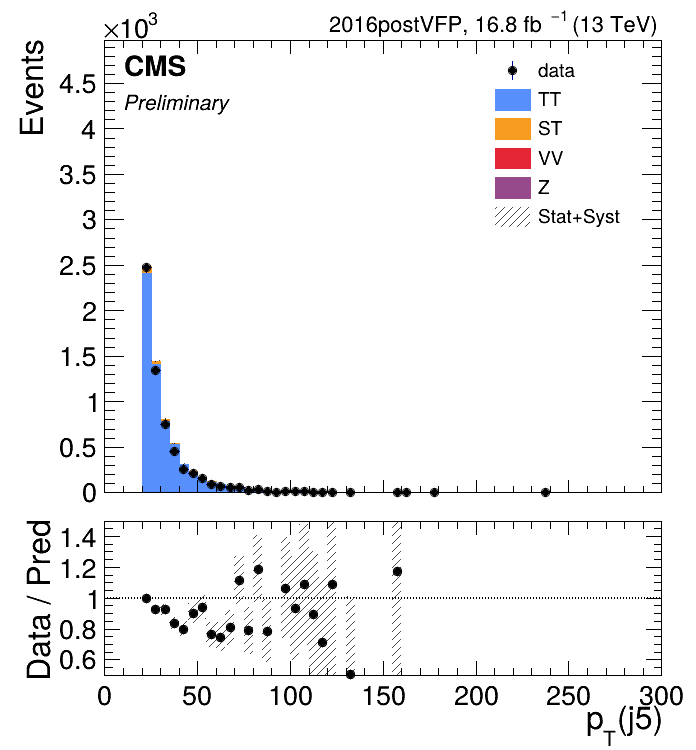 ×10³
2016postVFP, 16.8 fb⁻¹ (13 TeV)
CMS
Preliminary
Events
4.5
4
3.5
3
2.5
2
1.5
1
0.5
0
data
TT
ST
VV
Z
Stat+Syst
Data / Pred
1.4
1.2
1
0.8
0.6
0 50 100 150 200 250 300
p_T(j5)